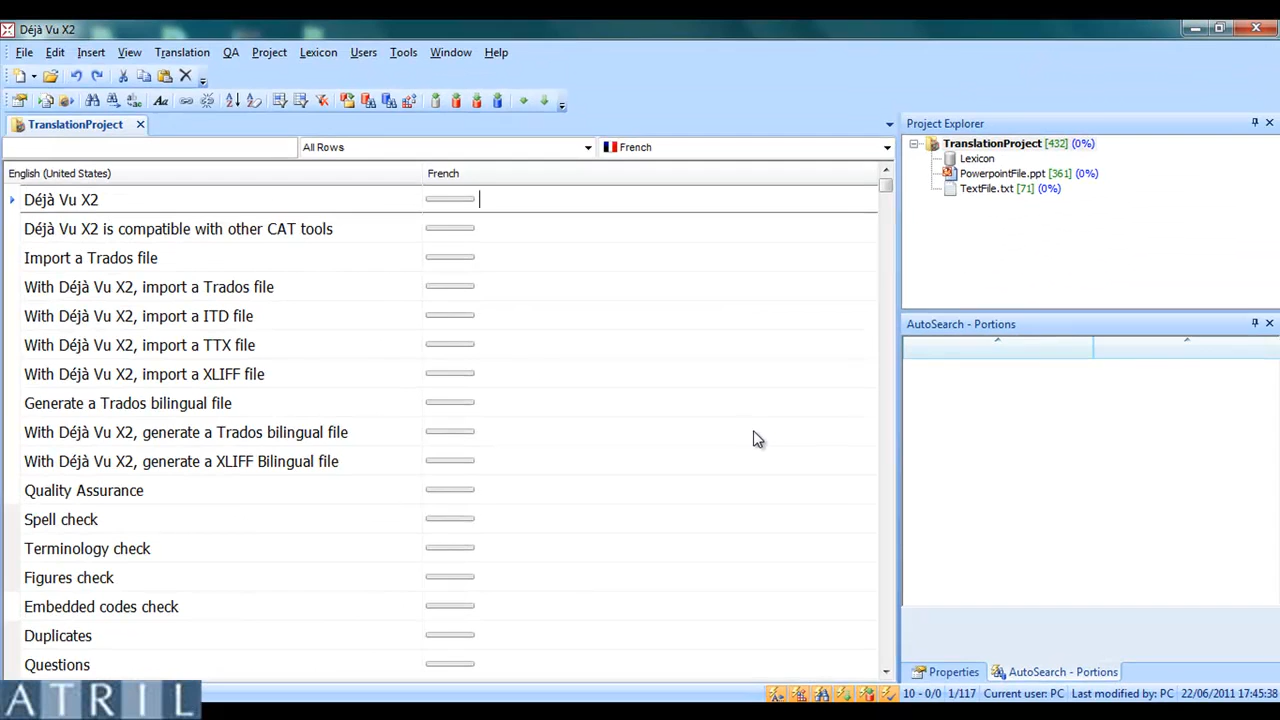 Déjà Vu X2
File Edit Insert View Translation QA Project Lexicon Users Tools Window Help
TranslationProject
All Rows French
English (United States) French
Déjà Vu X2
Déjà Vu X2 is compatible with other CAT tools
Import a Trados file
With Déjà Vu X2, import a Trados file
With Déjà Vu X2, import a ITD file
With Déjà Vu X2, import a TTX file
With Déjà Vu X2, import a XLIFF file
Generate a Trados bilingual file
With Déjà Vu X2, generate a Trados bilingual file
With Déjà Vu X2, generate a XLIFF Bilingual file
Quality Assurance
Spell check
Terminology check
Figures check
Embedded codes check
Duplicates
Questions
Project Explorer
TranslationProject [432] (0%)
Lexicon
PowerpointFile.ppt [361] (0%)
TextFile.txt [71] (0%)
AutoSearch - Portions
Properties AutoSearch - Portions
10 - 0/0 1/117 Current user: PC Last modified by: PC 22/06/2011 17:45:38
ATRIL